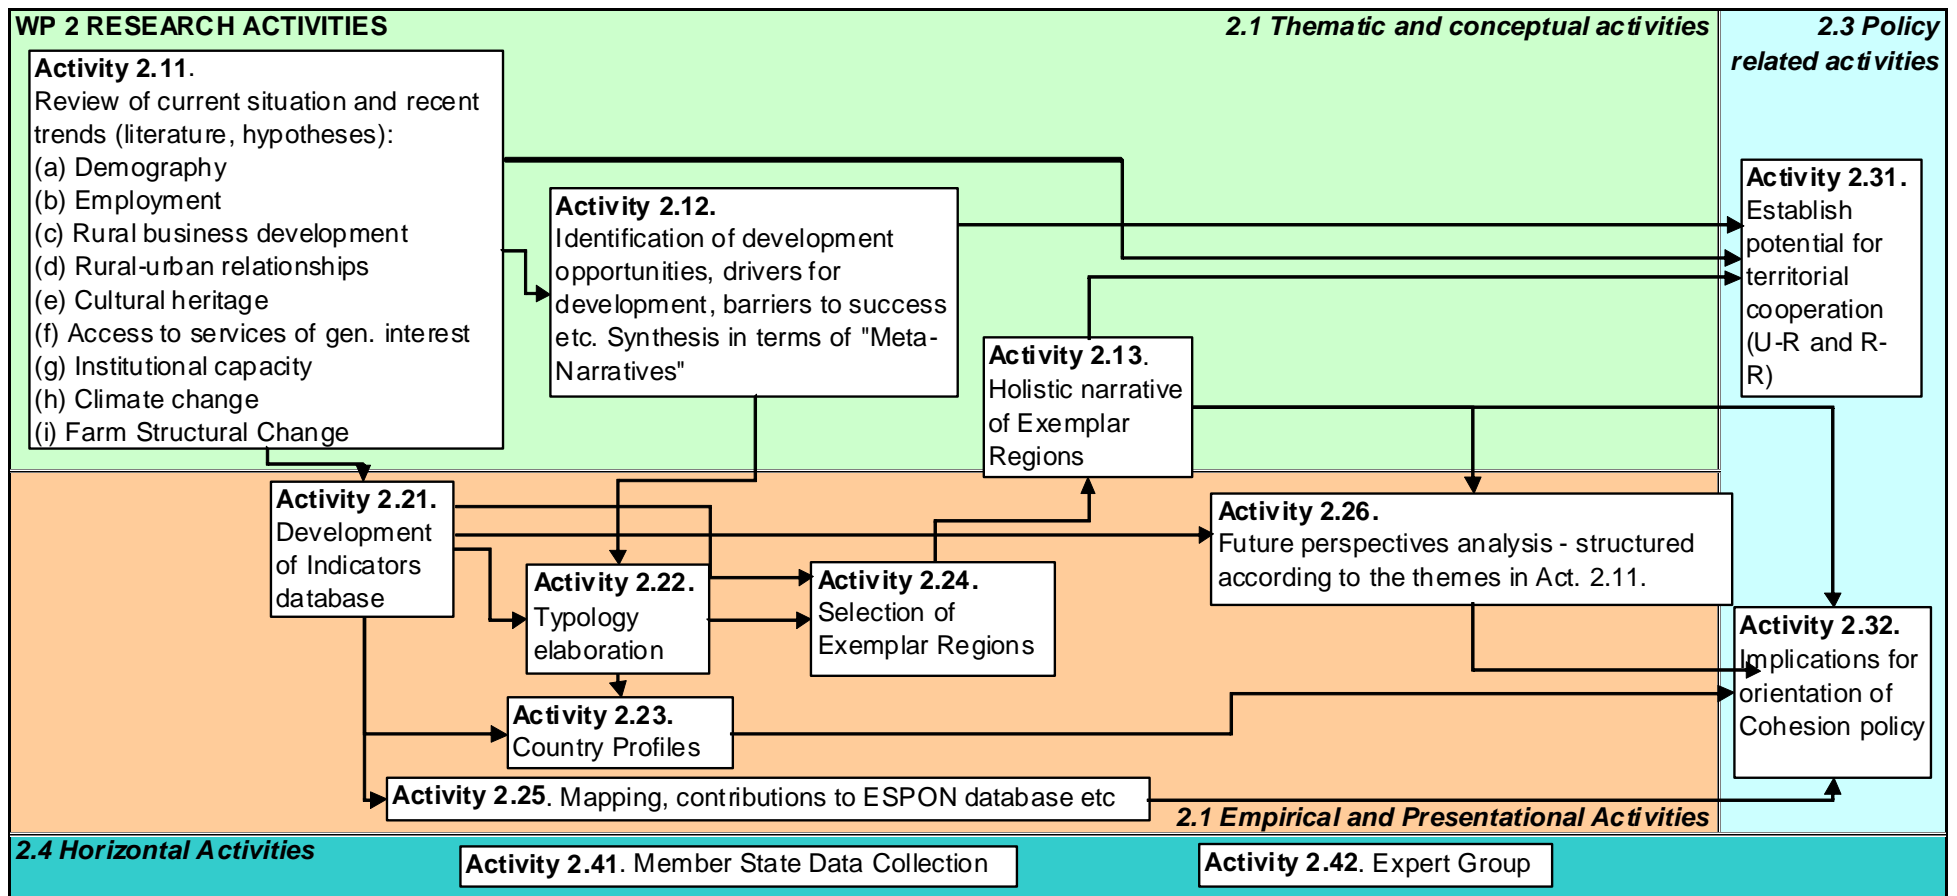 WP 2 RESEARCH ACTIVITIES
2.1 Thematic and conceptual activities
2.3 Policy
related activities
Activity 2.11.
Review of current situation and recent
trends (literature, hypotheses):
(a) Demography
(b) Employment
(c) Rural business development
(d) Rural-urban relationships
(e) Cultural heritage
(f) Access to services of gen. interest
(g) Institutional capacity
(h) Climate change
(i) Farm Structural Change
Activity 2.12.
Identification of development
opportunities, drivers for
development, barriers to success
etc. Synthesis in terms of "Meta-
Narratives"
Activity 2.13.
Holistic narrative
of Exemplar
Regions
Activity 2.31.
Establish
potential for
territorial
cooperation
(U-R and R-
R)
Activity 2.21.
Development
of Indicators
database
Activity 2.22.
Typology
elaboration
Activity 2.24.
Selection of
Exemplar Regions
Activity 2.26.
Future perspectives analysis - structured
according to the themes in Act. 2.11.
Activity 2.32.
Implications for
orientation of
Cohesion policy
Activity 2.23.
Country Profiles
Activity 2.25. Mapping, contributions to ESPON database etc
2.1 Empirical and Presentational Activities
2.4 Horizontal Activities
Activity 2.41. Member State Data Collection
Activity 2.42. Expert Group